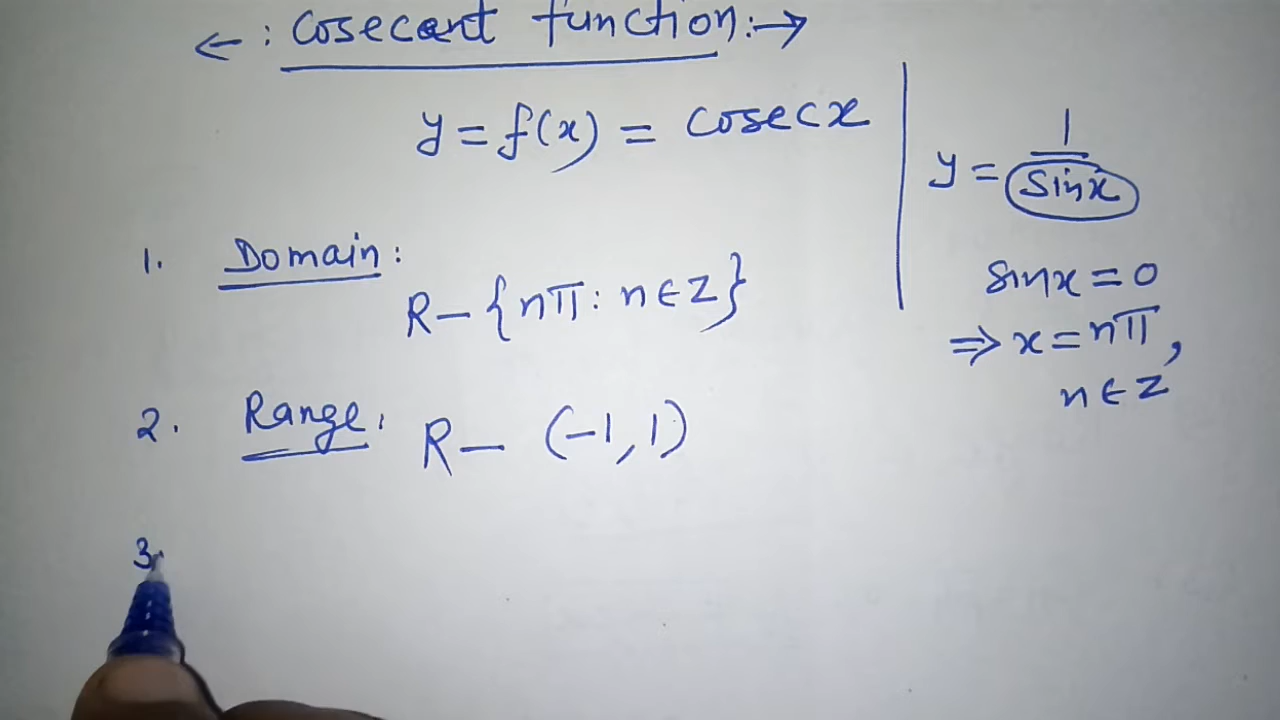 ←: Cosecant function :→
y = f(x) = cosecx
1. Domain:
R – {nπ : n ∈ Z}
2. Range: R – (-1, 1)
3.
y = 1/sinx
sinx = 0
⇒ x = nπ,
n ∈ Z